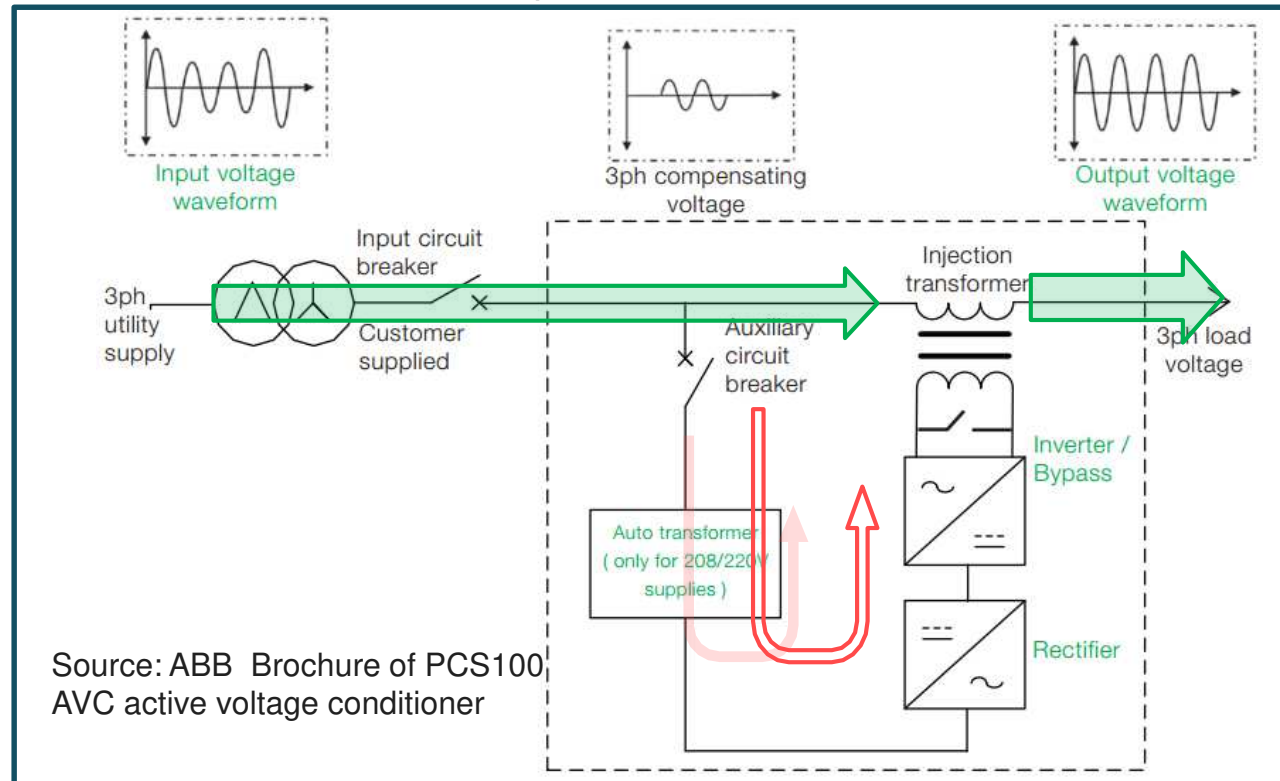 Input voltage
waveform
3ph compensating
voltage
Output voltage
waveform
Input circuit
breaker
Injection
transformer
3ph
utility
supply
Customer
supplied
Auxiliary
circuit
breaker
3ph load
voltage
Inverter /
Bypass
Auto transformer
( only for 208/220V
supplies )
Rectifier
Source: ABB  Brochure of PCS100
AVC active voltage conditioner